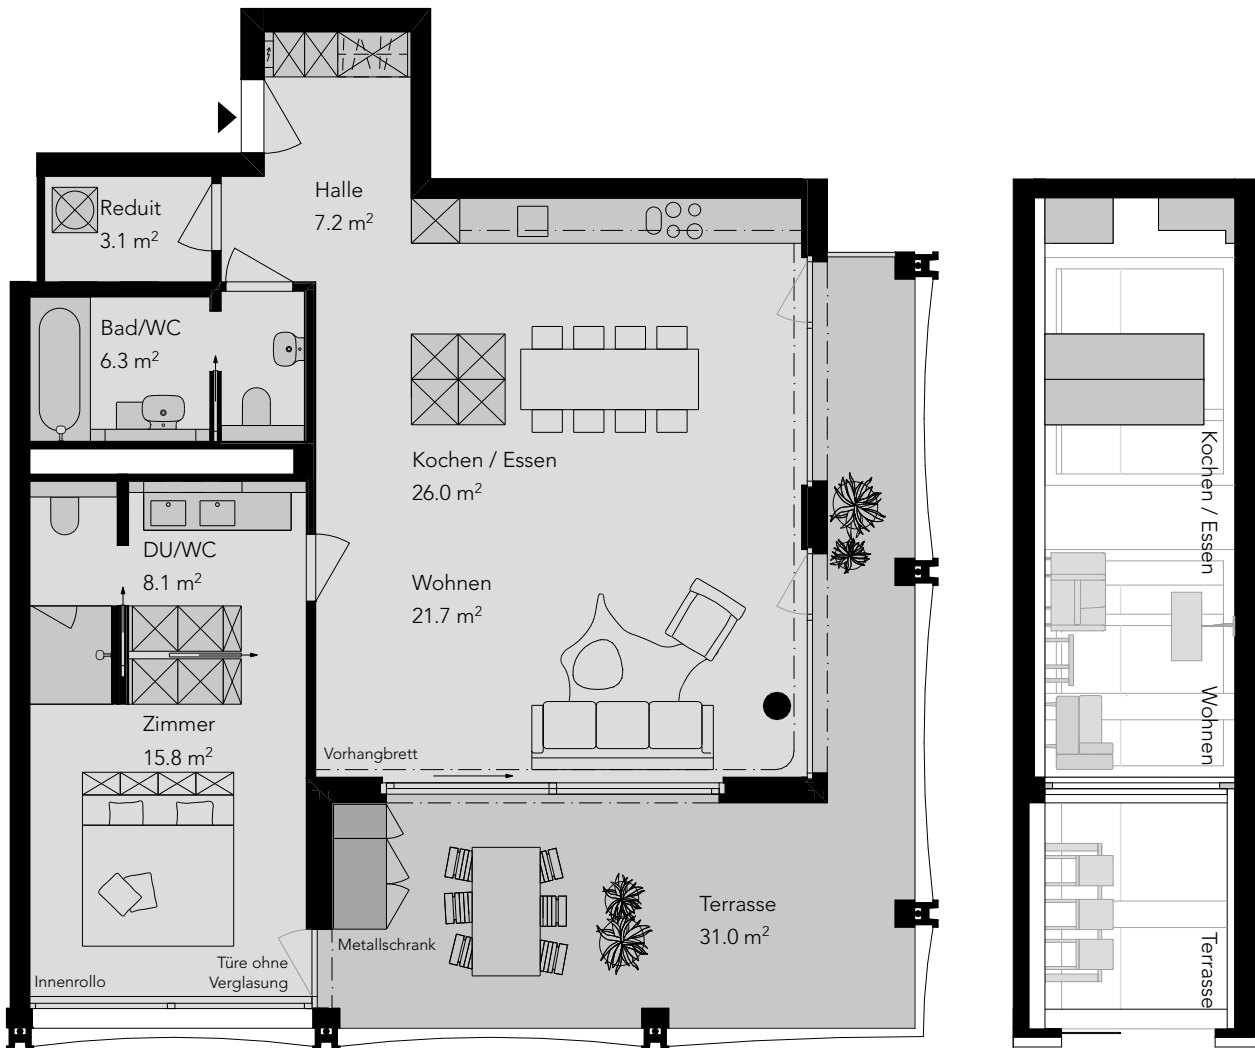 Halle
7.2 m²
Reduit
3.1 m²
Bad/WC
6.3 m²
Kochen / Essen
26.0 m²
DU/WC
8.1 m²
Wohnen
21.7 m²
Zimmer
15.8 m²
Vorhangbrett
Terrasse
31.0 m²
Metallschrank
Türe ohne
Verglasung
Innenrollo
Kochen / Essen
Wohnen
Terrasse